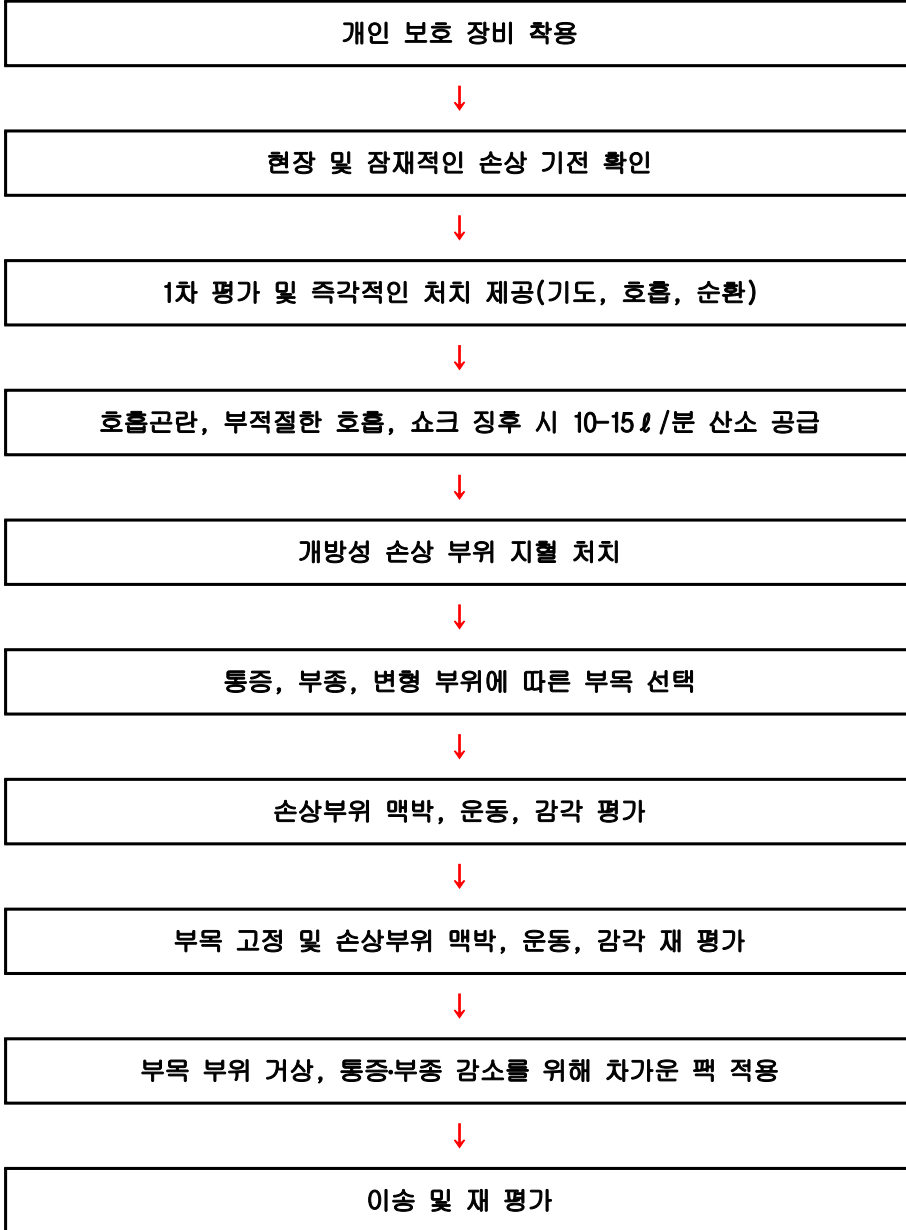 개인 보호 장비 착용
↓
현장 및 잠재적인 손상 기전 확인
↓
1차 평가 및 즉각적인 처치 제공(기도, 호흡, 순환)
↓
호흡곤란, 부적절한 호흡, 쇼크 징후 시 10-15ℓ/분 산소 공급
↓
개방성 손상 부위 지혈 처치
↓
통증, 부종, 변형 부위에 따른 부목 선택
↓
손상부위 맥박, 운동, 감각 평가
↓
부목 고정 및 손상부위 맥박, 운동, 감각 재 평가
↓
부목 부위 거상, 통증·부종 감소를 위해 차가운 팩 적용
↓
이송 및 재 평가